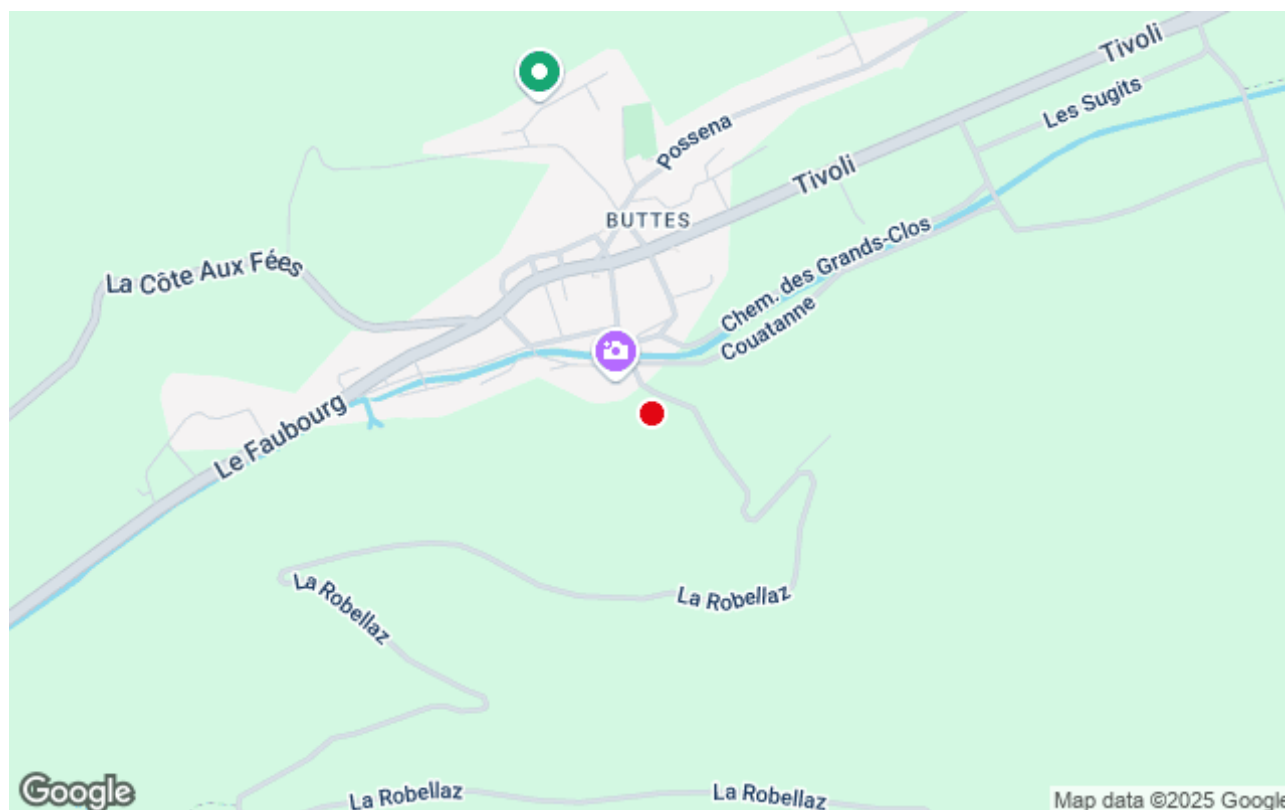 Tivoli
Les Sugits
Possena
Tivoli
BUTTES
Chem. des Grands-Clos
La Côte Aux Fées
Couatanne
Le Faubourg
La Robellaz
La Robellaz
La Robellaz
La Robellaz
Google
Map data ©2025 Google